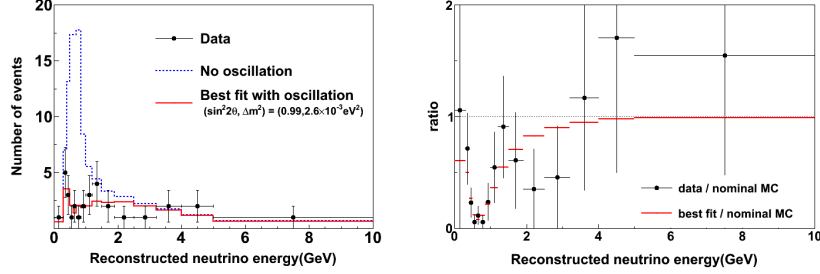 Number of events
20
15
10
5
0
2
4
6
8
10
Reconstructed neutrino energy(GeV)
Data
No oscillation
Best fit with oscillation
(sin²2θ, Δm²) = (0.99,2.6×10⁻³eV²)
ratio
2
1
0
0
2
4
6
8
10
Reconstructed neutrino energy(GeV)
data / nominal MC
best fit / nominal MC